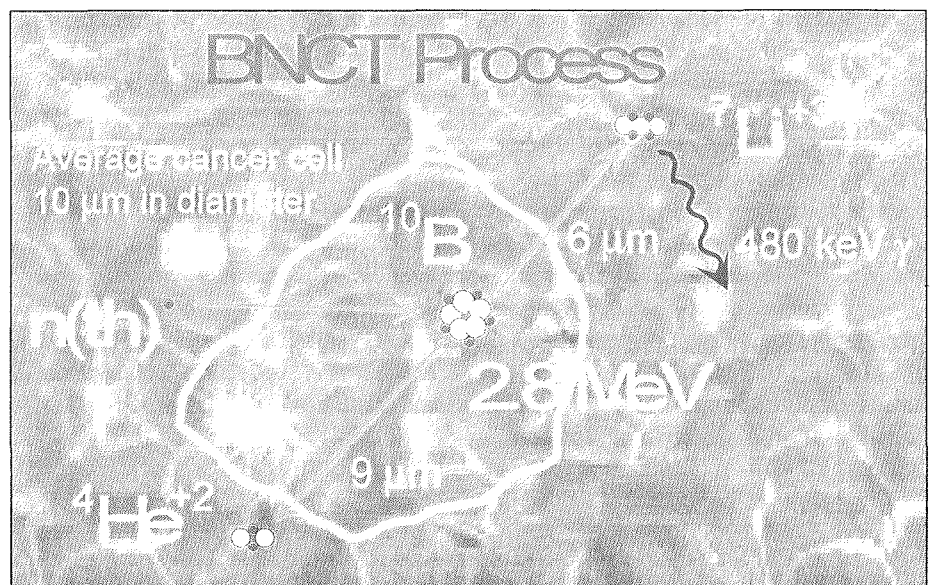 BNCT Process
Average cancer cell
10 µm in diameter
⁷Li⁺
¹⁰B
6 µm
480 keV γ
n(th)
2.8 MeV
9 µm
⁴He⁺²